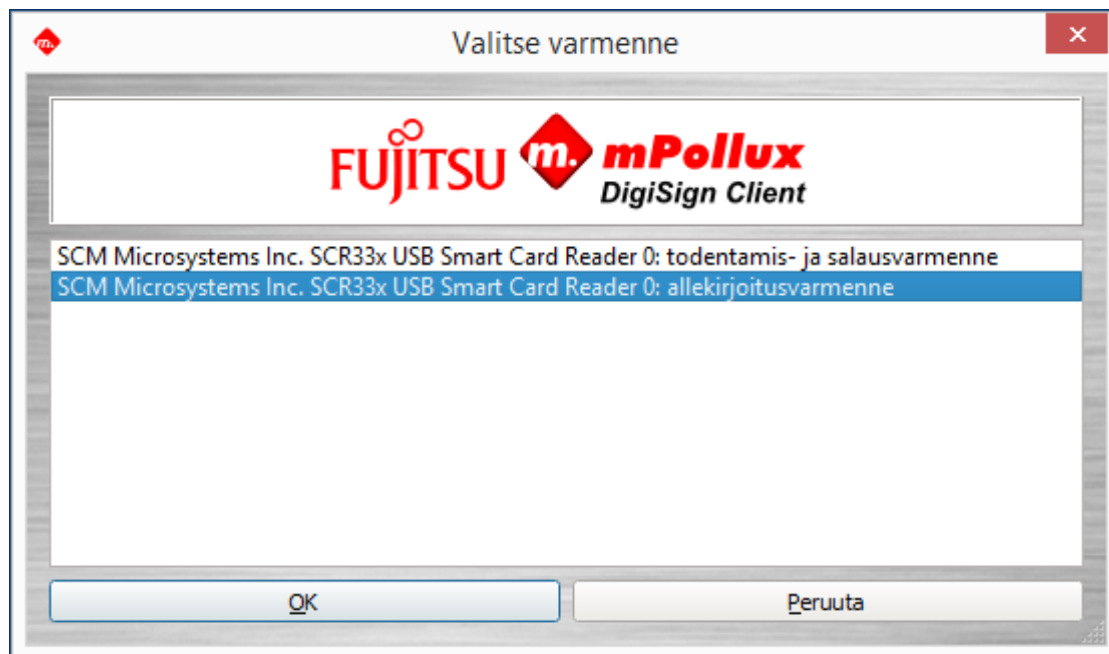 m.
Valitse varmenne
FUJITSU m. mPollux
DigiSign Client
SCM Microsystems Inc. SCR33x USB Smart Card Reader 0: todentamis- ja salausvarmenne
SCM Microsystems Inc. SCR33x USB Smart Card Reader 0: allekirjoitusvarmenne
OK
Peruuta